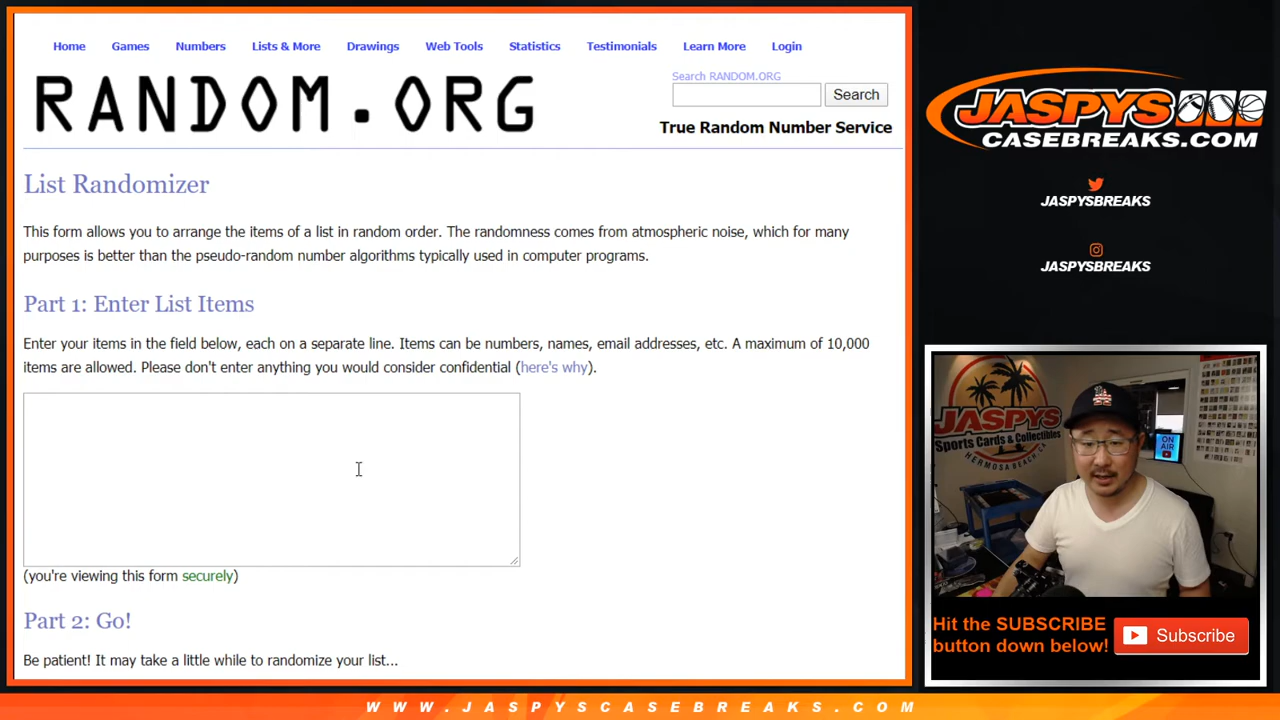 Home Games Numbers Lists & More Drawings Web Tools Statistics Testimonials Learn More Login
RANDOM.ORG
Search RANDOM.ORG
Search
True Random Number Service
List Randomizer
This form allows you to arrange the items of a list in random order. The randomness comes from atmospheric noise, which for many
purposes is better than the pseudo-random number algorithms typically used in computer programs.
Part 1: Enter List Items
Enter your items in the field below, each on a separate line. Items can be numbers, names, email addresses, etc. A maximum of 10,000
items are allowed. Please don't enter anything you would consider confidential (here's why).
(you're viewing this form securely)
Part 2: Go!
Be patient! It may take a little while to randomize your list...
JASPYS
CASEBREAKS.COM
JASPYSBREAKS
JASPYSBREAKS
JASPYS
Sports Cards & Collectibles
HERMOSA BEACH, CA
ON
AIR
Hit the SUBSCRIBE
button down below!
Subscribe
WWW.JASPYSCASEBREAKS.COM